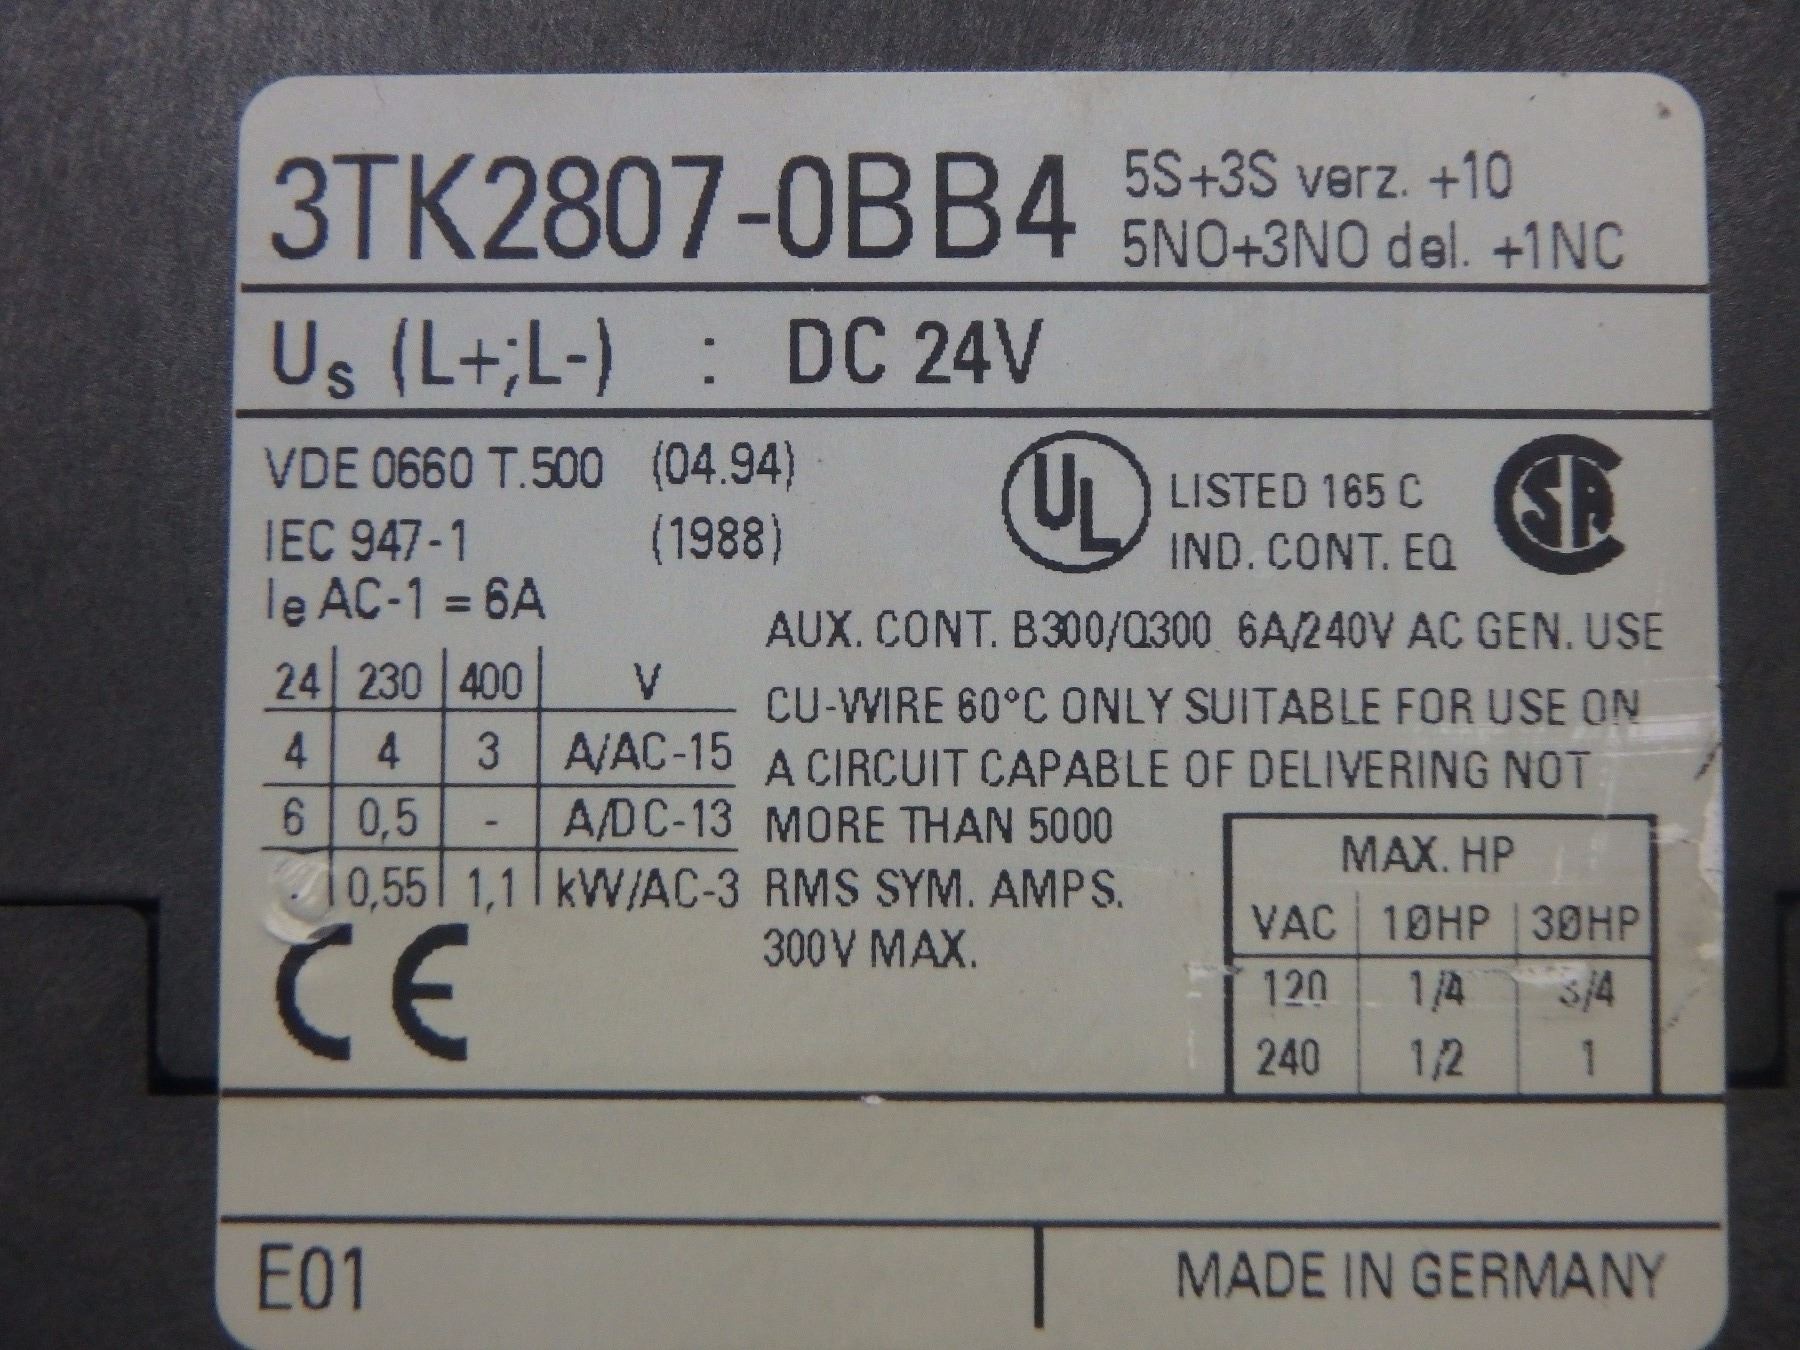 3TK2807-0BB4 5S+3S verz. +1O
5NO+3NO del. +1NC
Us (L+;L-) : DC 24V
VDE 0660 T.500 (04.94)
IEC 947-1 (1988)
Ie AC-1 = 6A
24 230 400 V
4 4 3 A/AC-15
6 0,5 - A/DC-13
0,55 1,1 kW/AC-3
CE
UL LISTED 165 C
IND. CONT. EQ
SA
AUX. CONT. B300/Q300 6A/240V AC GEN. USE
CU-WIRE 60°C ONLY SUITABLE FOR USE ON
A CIRCUIT CAPABLE OF DELIVERING NOT
MORE THAN 5000
RMS SYM. AMPS.
300V MAX.
MAX. HP
VAC 1ØHP 3ØHP
120 1/4 3/4
240 1/2 1
E01
MADE IN GERMANY